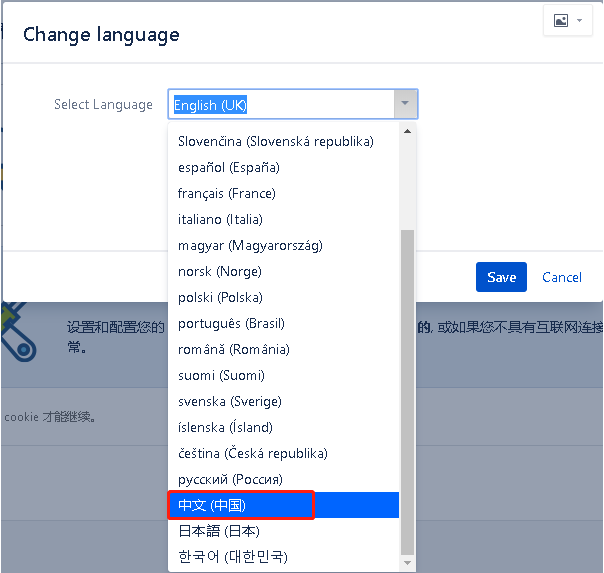 Change language
Select Language
English (UK)
Slovenčina (Slovenská republika)
español (España)
français (France)
italiano (Italia)
magyar (Magyarország)
norsk (Norge)
polski (Polska)
português (Brasil)
română (România)
suomi (Suomi)
svenska (Sverige)
íslenska (Ísland)
čeština (Česká republika)
русский (Россия)
中文 (中国)
日本語 (日本)
한국어 (대한민국)
Save Cancel
设置和配置您的 的, 或如果您不具有互联网连接
常。
cookie 才能继续。